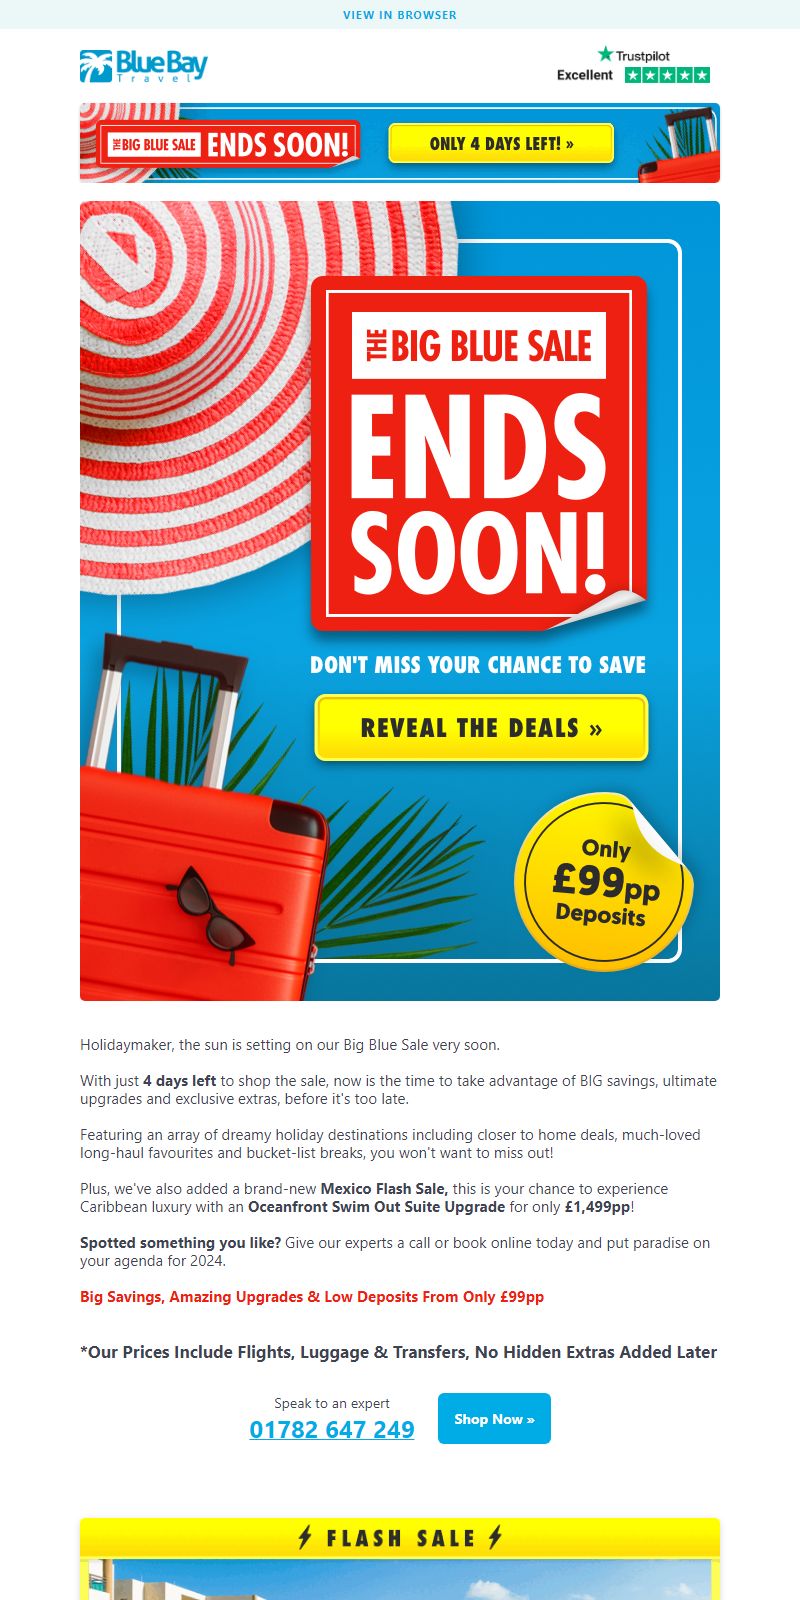 VIEW IN BROWSER
Blue Bay
Travel
Trustpilot
Excellent
THE BIG BLUE SALE ENDS SOON!
ONLY 4 DAYS LEFT! »
THE BIG BLUE SALE
ENDS
SOON!
DON'T MISS YOUR CHANCE TO SAVE
REVEAL THE DEALS »
Only
£99pp
Deposits
Holidaymaker, the sun is setting on our Big Blue Sale very soon.
With just 4 days left to shop the sale, now is the time to take advantage of BIG savings, ultimate
upgrades and exclusive extras, before it's too late.
Featuring an array of dreamy holiday destinations including closer to home deals, much-loved
long-haul favourites and bucket-list breaks, you won't want to miss out!
Plus, we've also added a brand-new Mexico Flash Sale, this is your chance to experience
Caribbean luxury with an Oceanfront Swim Out Suite Upgrade for only £1,499pp!
Spotted something you like? Give our experts a call or book online today and put paradise on
your agenda for 2024.
Big Savings, Amazing Upgrades & Low Deposits From Only £99pp
*Our Prices Include Flights, Luggage & Transfers, No Hidden Extras Added Later
Speak to an expert
01782 647 249
Shop Now »
FLASH SALE